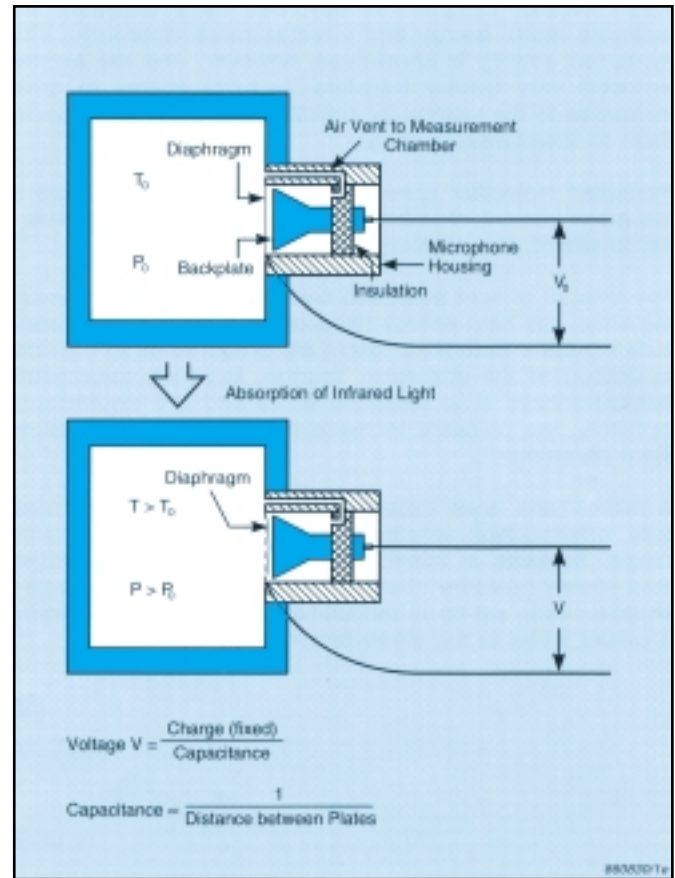 Air Vent to Measurement
Chamber
Diaphragm
T₀
P₀
Backplate
Microphone
Housing
Insulation
V₀
Absorption of Infrared Light
Diaphragm
T > T₀
P > P₀
V
Voltage V = Charge (fixed) / Capacitance
Capacitance = 1 / Distance between Plates